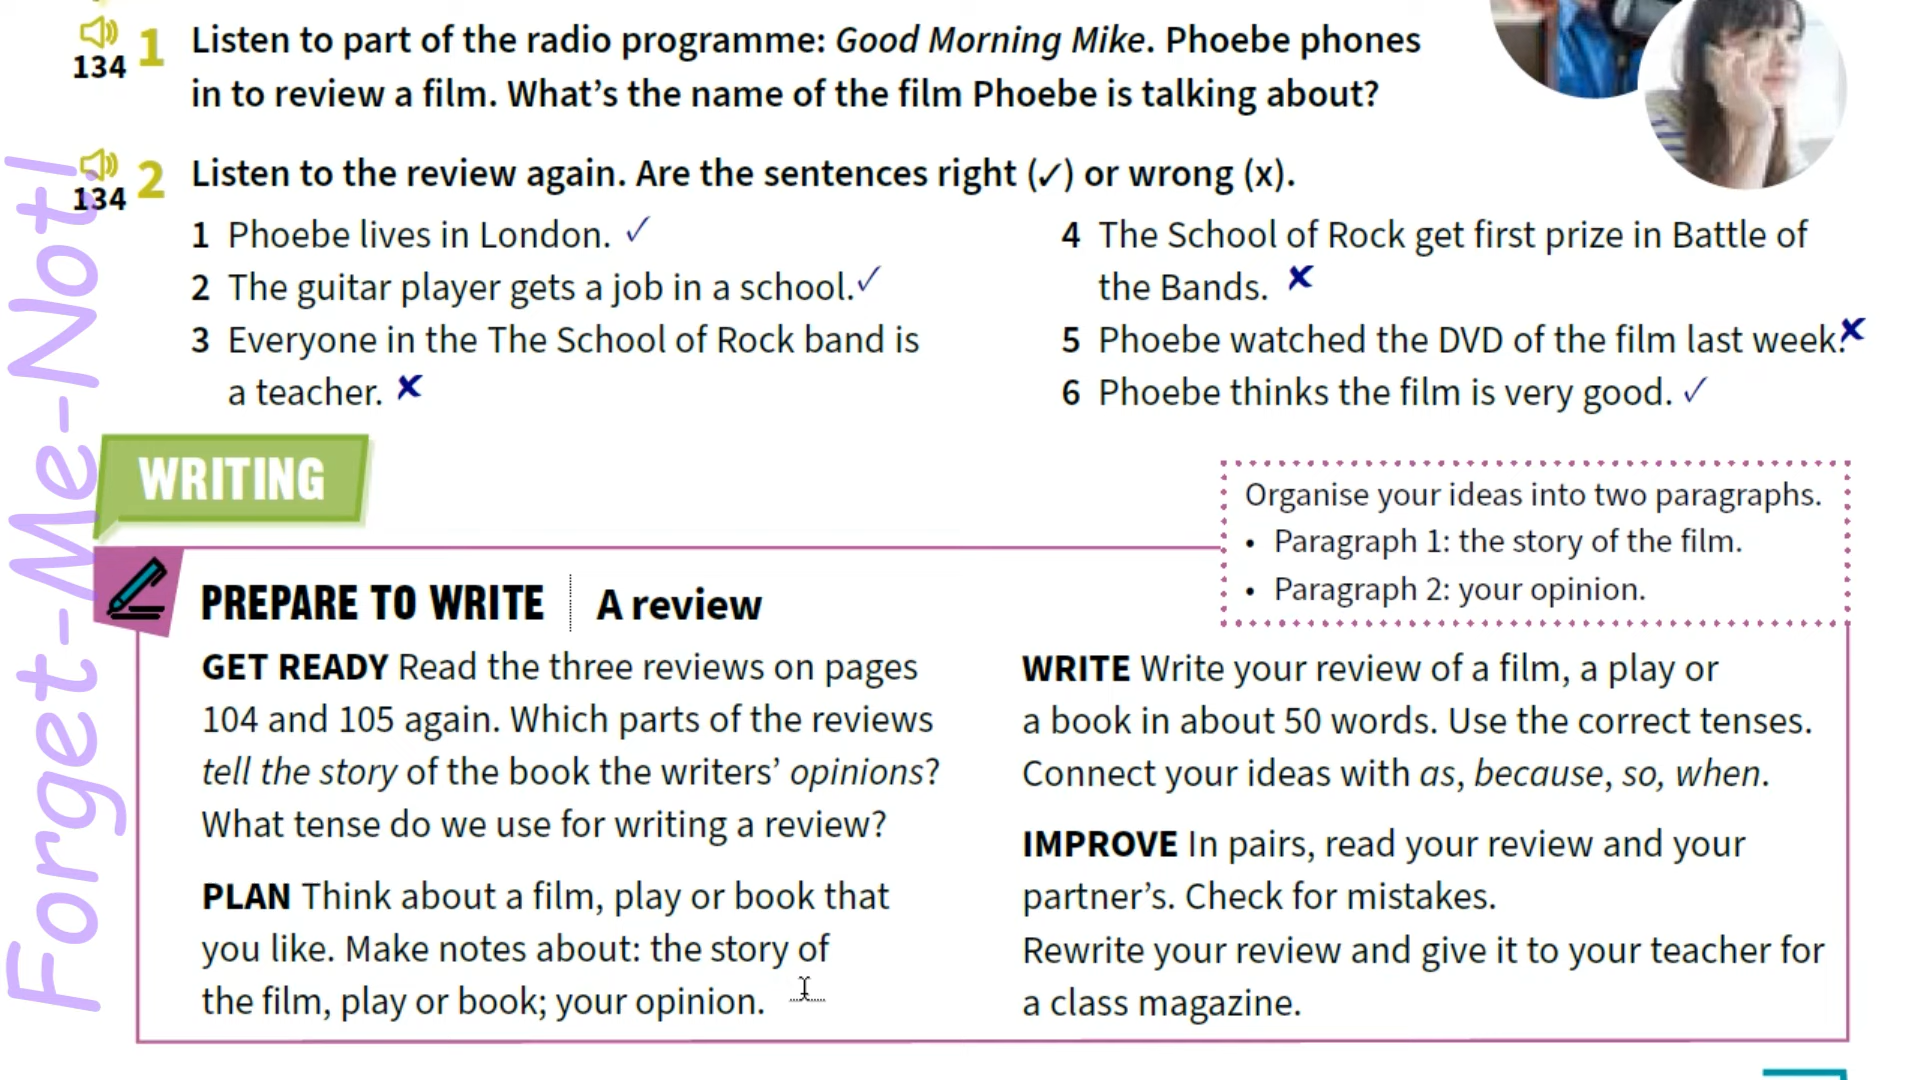 134 1 Listen to part of the radio programme: Good Morning Mike. Phoebe phones
in to review a film. What's the name of the film Phoebe is talking about?
134 2 Listen to the review again. Are the sentences right (✓) or wrong (x).
1 Phoebe lives in London. ✓
2 The guitar player gets a job in a school. ✓
3 Everyone in the The School of Rock band is
a teacher. ✗
4 The School of Rock get first prize in Battle of
the Bands. ✗
5 Phoebe watched the DVD of the film last week. ✗
6 Phoebe thinks the film is very good. ✓
WRITING
Organise your ideas into two paragraphs.
• Paragraph 1: the story of the film.
• Paragraph 2: your opinion.
PREPARE TO WRITE A review
GET READY Read the three reviews on pages
104 and 105 again. Which parts of the reviews
tell the story of the book the writers' opinions?
What tense do we use for writing a review?
PLAN Think about a film, play or book that
you like. Make notes about: the story of
the film, play or book; your opinion.
WRITE Write your review of a film, a play or
a book in about 50 words. Use the correct tenses.
Connect your ideas with as, because, so, when.
IMPROVE In pairs, read your review and your
partner's. Check for mistakes.
Rewrite your review and give it to your teacher for
a class magazine.
Forget-Me-Not!